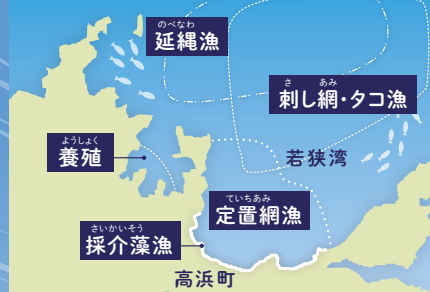 のべなわ
延縄漁
さ あみ
刺し網・タコ漁
ようしょく
養殖
若狭湾
ていちあみ
定置網漁
さいかいそう
採介藻漁
高浜町